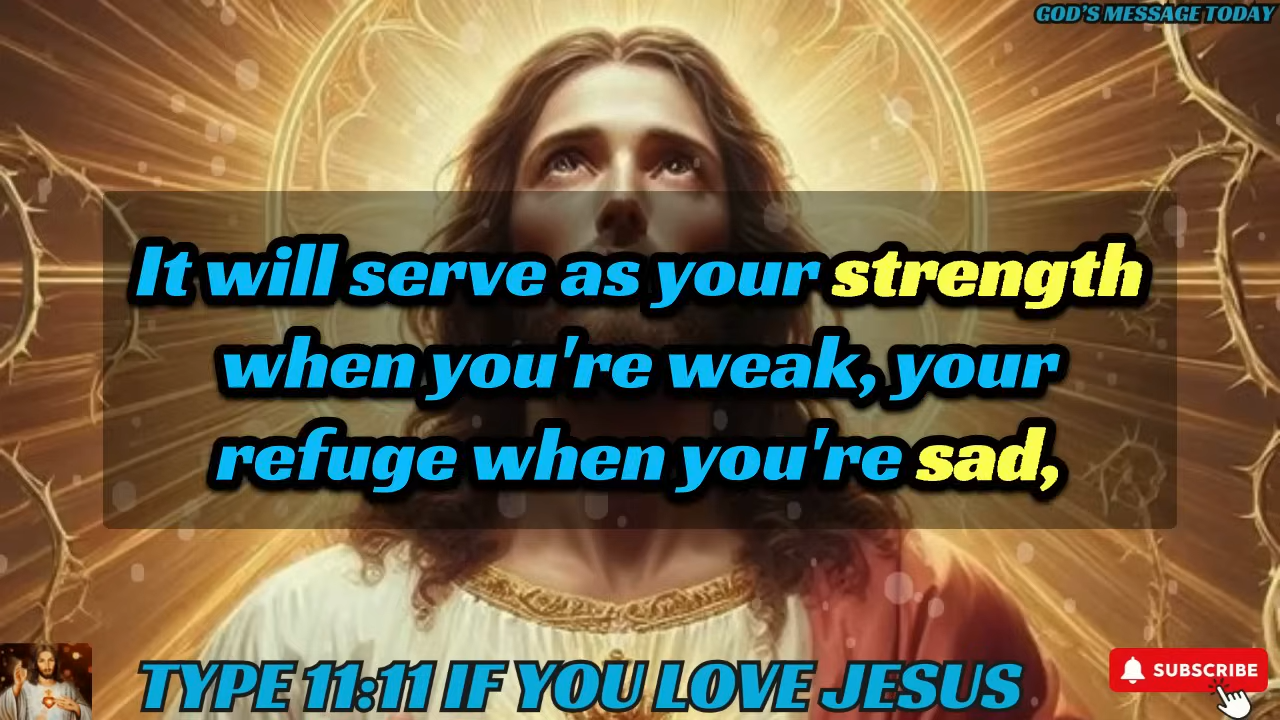 GOD'S MESSAGE TODAY
It will serve as your strength
when you're weak, your
refuge when you're sad,
TYPE 11:11 IF YOU LOVE JESUS
SUBSCRIBE